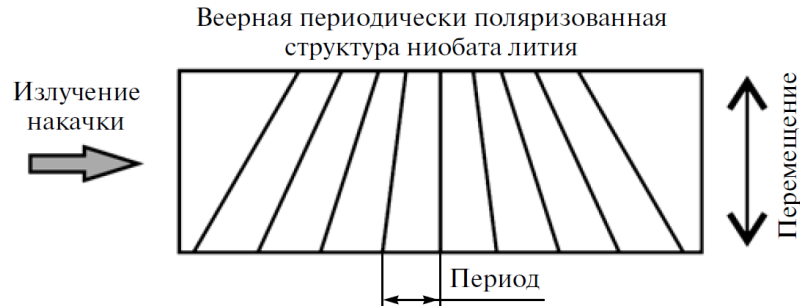 Веерная периодически поляризованная
структура ниобата лития
Излучение
накачки
Перемещение
Период